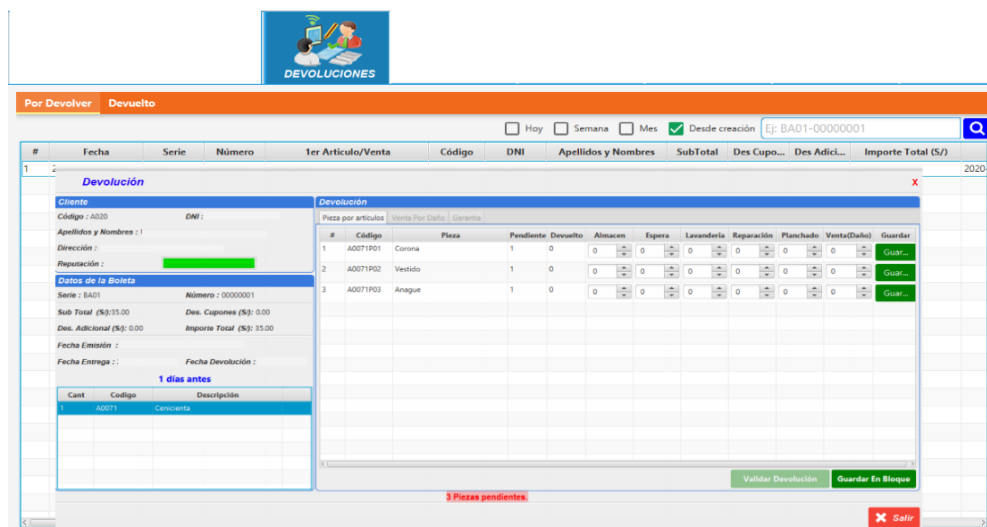 DEVOLUCIONES
Por Devolver Devuelto
Hoy Semana Mes Desde creación Ej: BA01-00000001
# Fecha Serie Número 1er Articulo/Venta Código DNI Apellidos y Nombres SubTotal Des Cupo... Des Adici... Importe Total (S/)
1 2 2020-
Devolución X
Cliente
Código : A020 DNI :
Apellidos y Nombres :
Dirección :
Reputación :
Datos de la Boleta
Serie : BA01 Número : 00000001
Sub Total (S/):35.00 Des. Cupones (S/): 0.00
Des. Adicional (S/): 0.00 Importe Total (S/): 35.00
Fecha Emisión :
Fecha Entrega : Fecha Devolución :
1 días antes
Cant Codigo Descripción
1 A0071 Cenicienta
Devolución
Pieza por artículos Venta Por Daño Garantía
# Código Pieza Pendiente Devuelto Almacen Espera Lavandería Reparación Planchado Venta(Daño) Guardar
1 A0071P01 Corona 1 0 0 0 0 0 0 0 Guar...
2 A0071P02 Vestido 1 0 0 0 0 0 0 0 Guar...
3 A0071P03 Anague 1 0 0 0 0 0 0 0 Guar...
Validar Devolución Guardar En Bloque
3 Piezas pendientes.
Salir